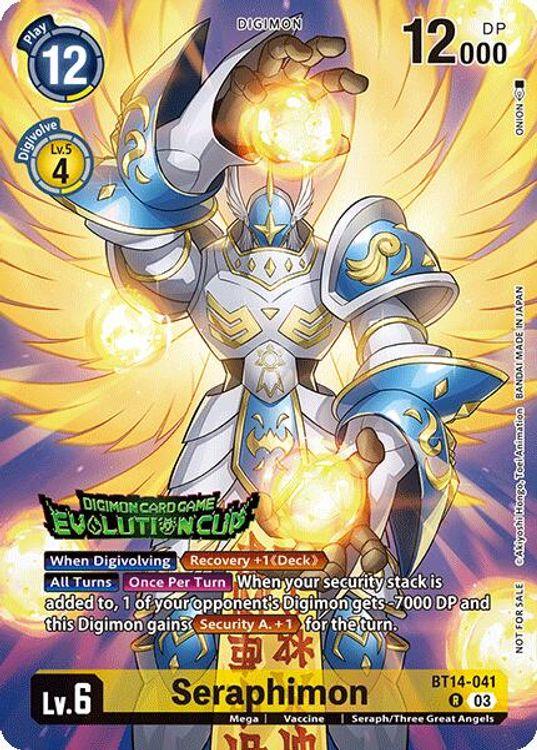 DIGIMON
Play
12
DP
12000
Digivolve
Lv.5
4
ONION
DIGIMON CARD GAME
EVOLUTION CUP
When Digivolving Recovery +1《Deck》
All Turns Once Per Turn When your security stack is
added to, 1 of your opponent's Digimon gets -7000 DP and
this Digimon gains Security A. +1 for the turn.
©Akiyoshi Hongo, Toei Animation BANDAI MADE IN JAPAN
NOT FOR SALE
Lv.6
Seraphimon
BT14-041
R 03
Mega | Vaccine | Seraph/Three Great Angels